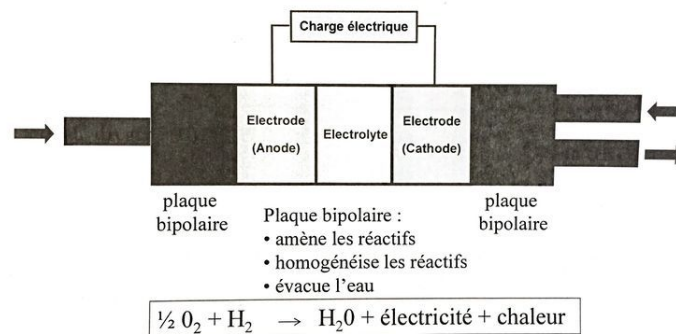 Charge électrique
Electrode
(Anode)
Electrolyte
Electrode
(Cathode)
plaque
bipolaire
plaque
bipolaire
Plaque bipolaire :
• amène les réactifs
• homogénéise les réactifs
• évacue l'eau
½ 0₂ + H₂ → H₂0 + électricité + chaleur